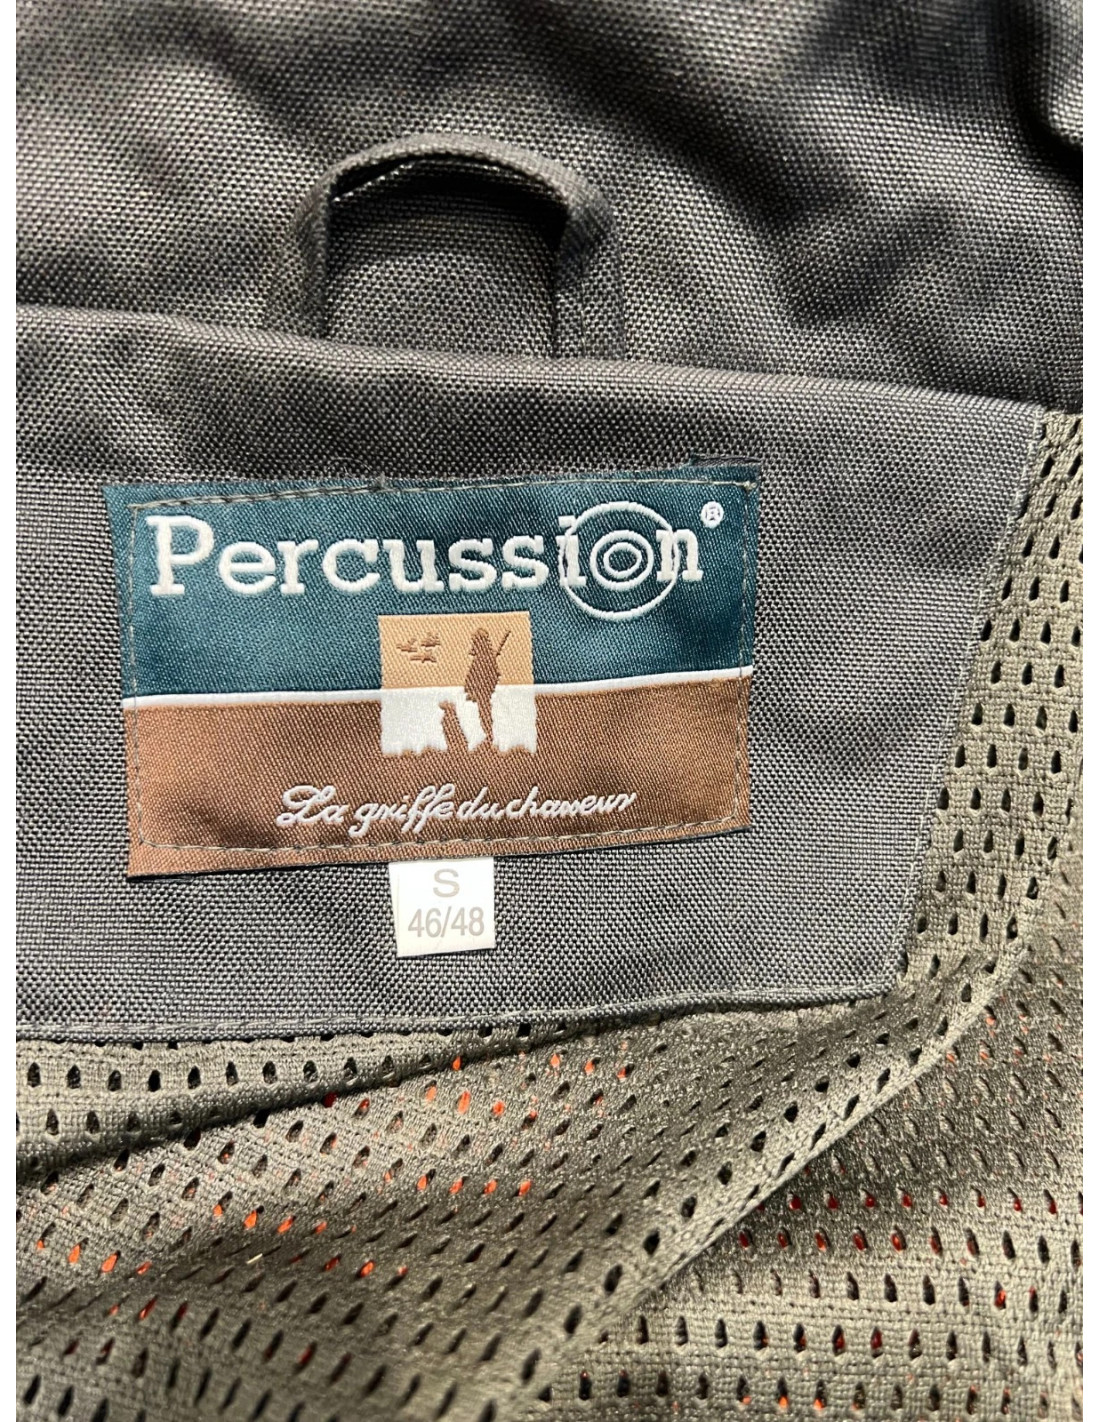 Percussion®
La griffe du chasseur
S
46/48